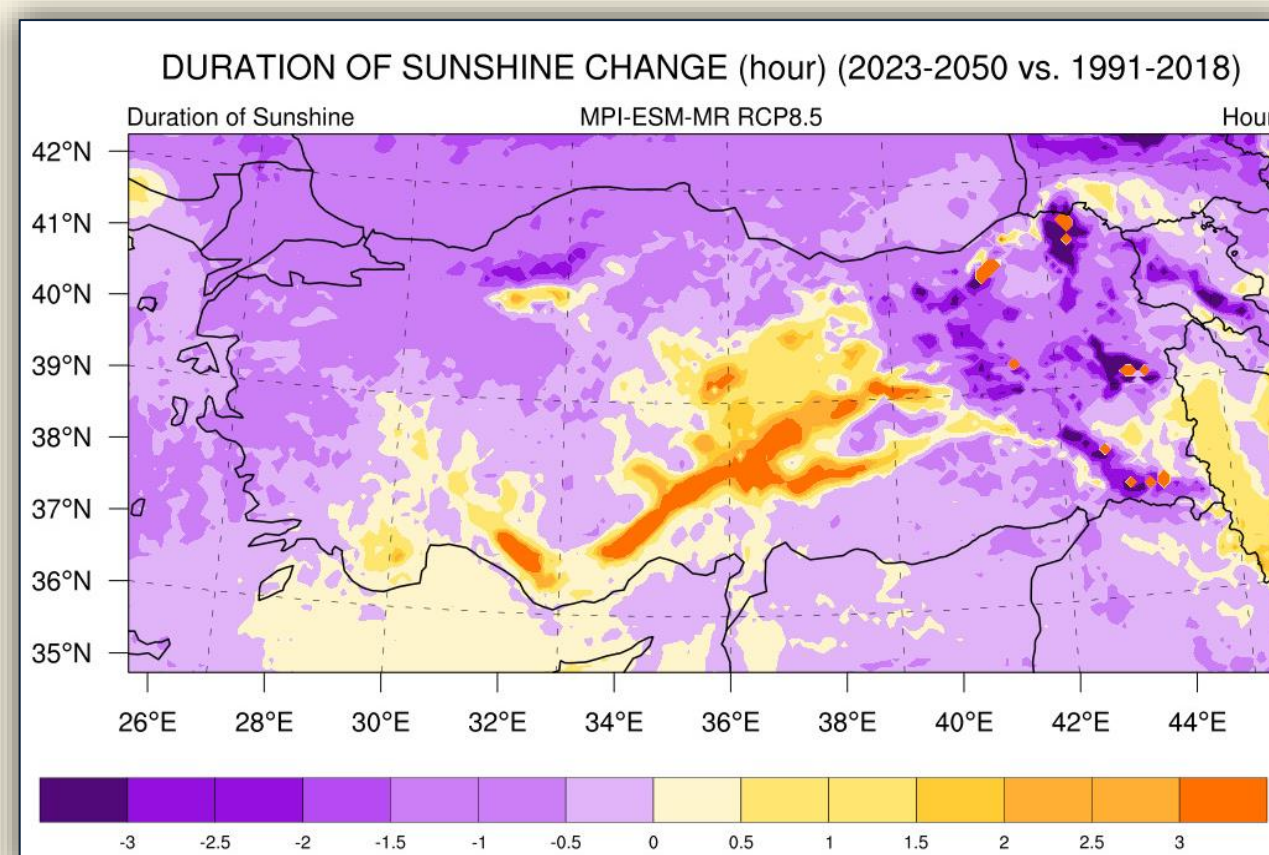 DURATION OF SUNSHINE CHANGE (hour) (2023-2050 vs. 1991-2018)
Duration of Sunshine MPI-ESM-MR RCP8.5 Hour
42°N
41°N
40°N
39°N
38°N
37°N
36°N
35°N
26°E 28°E 30°E 32°E 34°E 36°E 38°E 40°E 42°E 44°E
-3 -2.5 -2 -1.5 -1 -0.5 0 0.5 1 1.5 2 2.5 3